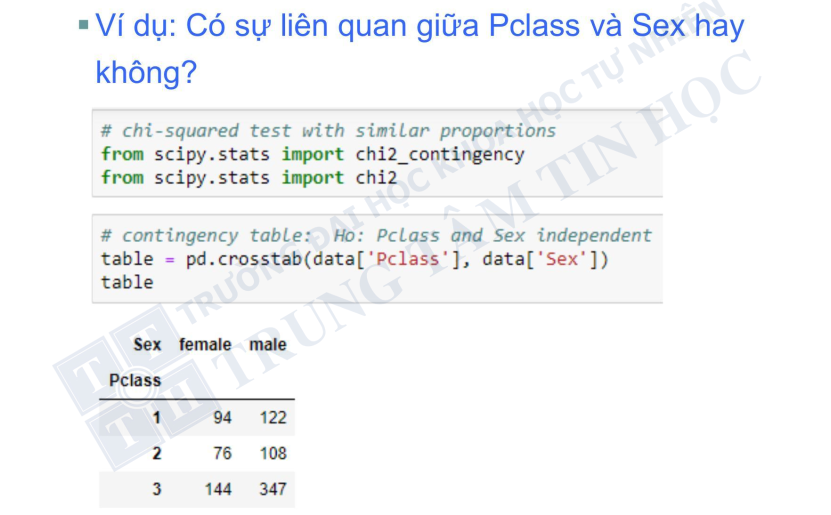 Ví dụ: Có sự liên quan giữa Pclass và Sex hay
không?
# chi-squared test with similar proportions
from scipy.stats import chi2_contingency
from scipy.stats import chi2
# contingency table: Ho: Pclass and Sex independent
table = pd.crosstab(data['Pclass'], data['Sex'])
table
Sex female male
Pclass
1 94 122
2 76 108
3 144 347
TRƯỜNG ĐẠI HỌC KHOA HỌC TỰ NHIÊN
TRUNG TÂM TIN HỌC